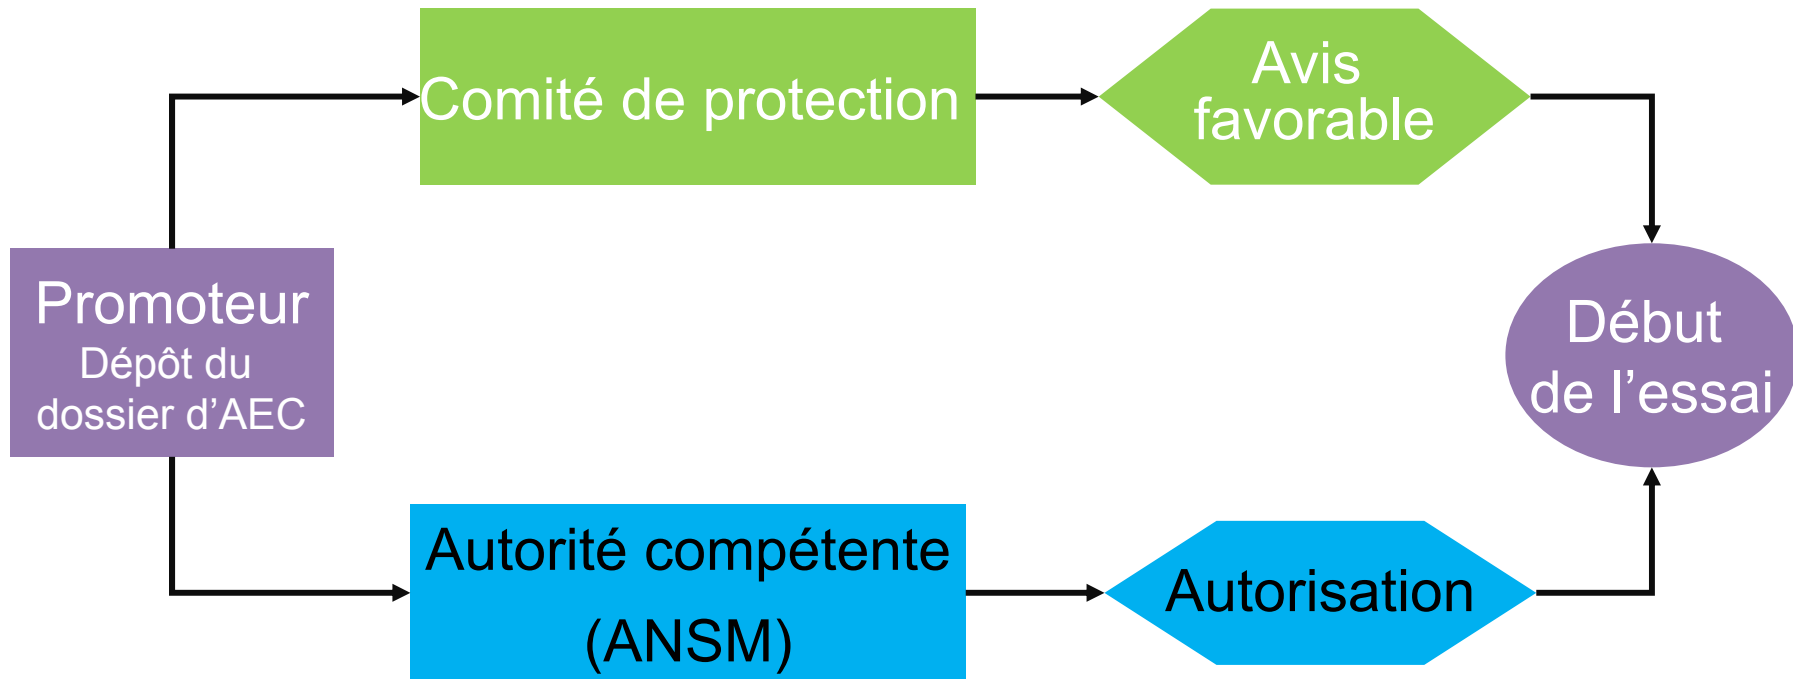 Comité de protection
Avis
favorable
Promoteur
Dépôt du
dossier d’AEC
Début
de l’essai
Autorité compétente
(ANSM)
Autorisation